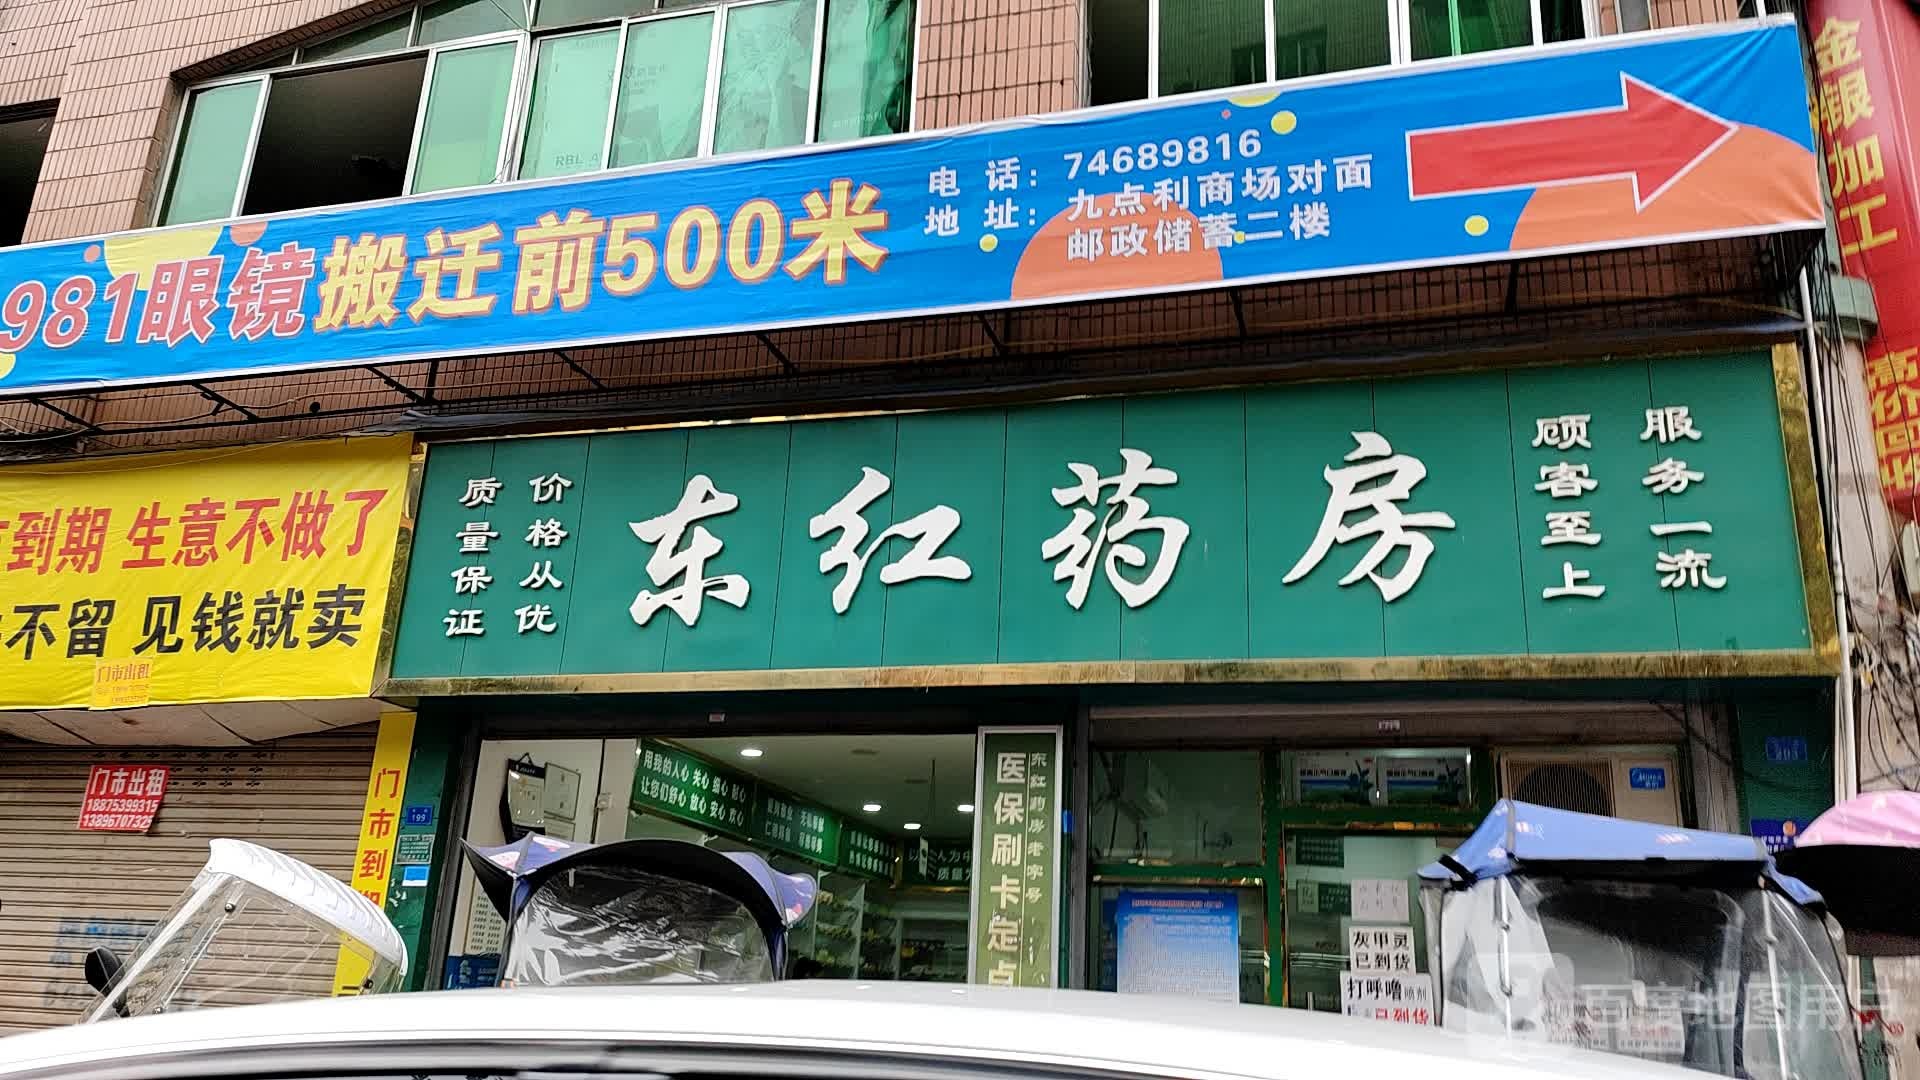 981眼镜搬迁前500米
电话：74689816
地址：九点利商场对面
邮政储蓄二楼
金银加工
到期 生意不做了
不留 见钱就卖
门市出租
门市出租
18875399315
13896707325
门市到期
质量保证
价格从优
东红药房
顾客至上
服务一流
199
用我的人心 关心 细心 耐心
让您们舒心 放心 安心 欢心
东红药房老字号
医保刷卡定点
灰甲灵
已到货
打呼噜喷剂
已到货
百度地图用户